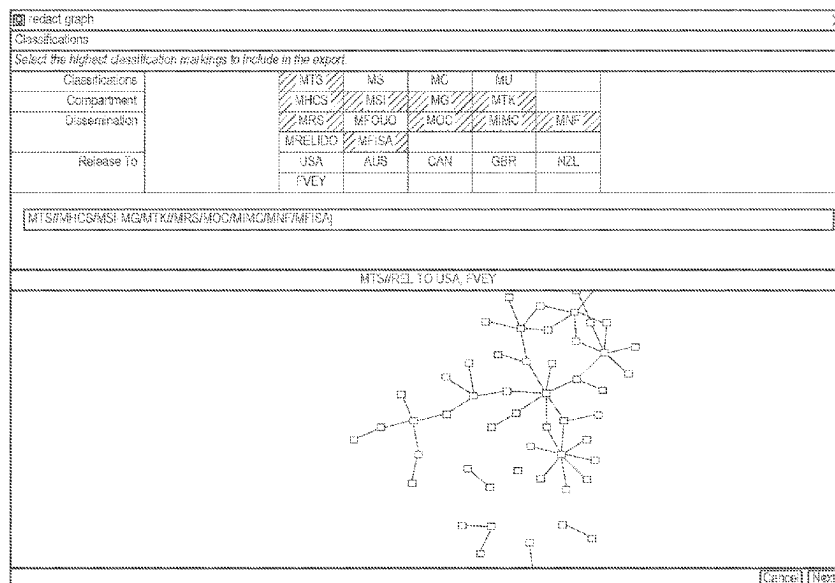 redact graph
Classifications
Select the highest classification markings to include in the export.
Classifications MTS MS MC MU
Compartment MHCS MSI MG MTK
Dissemination MRS MFOUO MOC MIMC MNF
MRELIDO MFISA
Release To USA AUS CAN GBR NZL
FVEY
MTS//MHCS/MSI-MG/MTK//MRS/MOC/MIMC/MNF/MFISA
MTS//REL TO USA, FVEY
Cancel